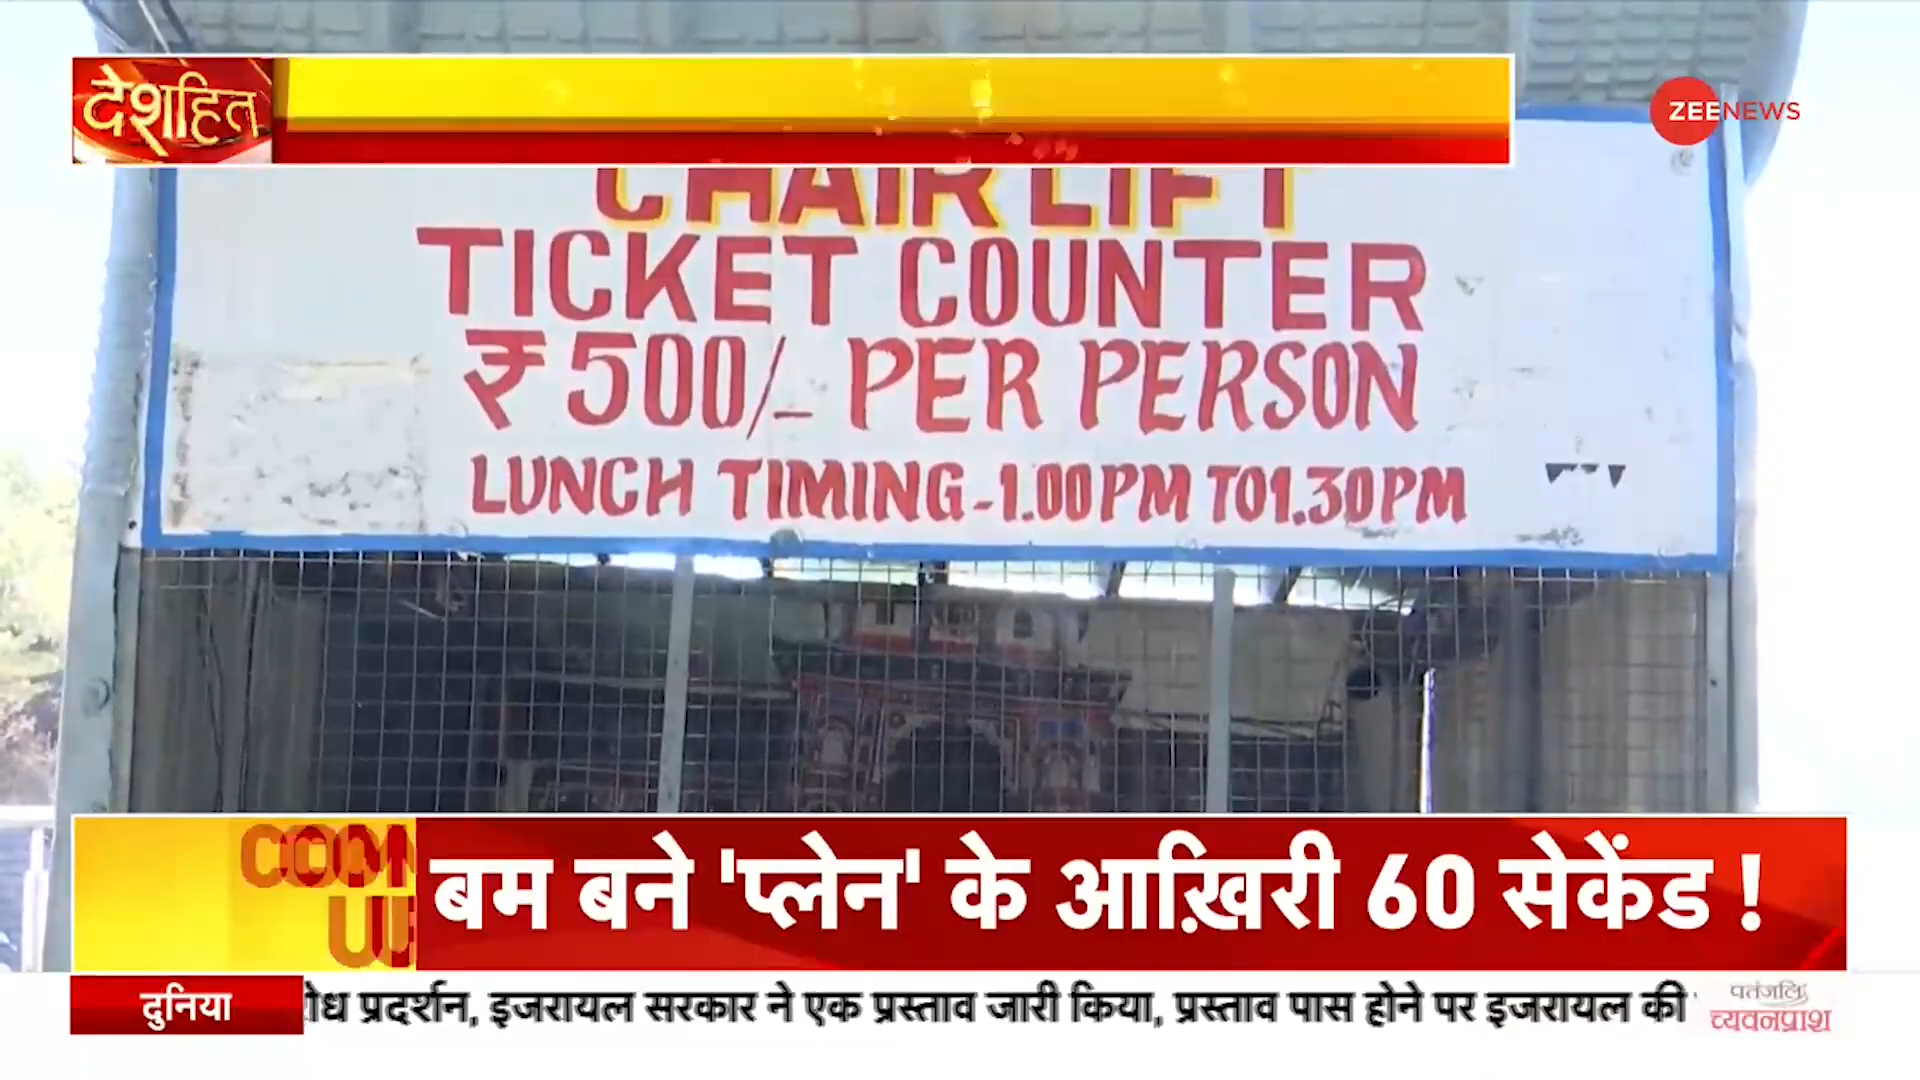 देशहित
ZEENEWS
CHAIR LIFT
TICKET COUNTER
₹500/- PER PERSON
LUNCH TIMING-1.00PM TO1.30PM
बम बने 'प्लेन' के आख़िरी 60 सेकेंड !
दुनिया
प्रदर्शन, इजरायल सरकार ने एक प्रस्ताव जारी किया, प्रस्ताव पास होने पर इजरायल की
पतंजलि
च्यवनप्राश